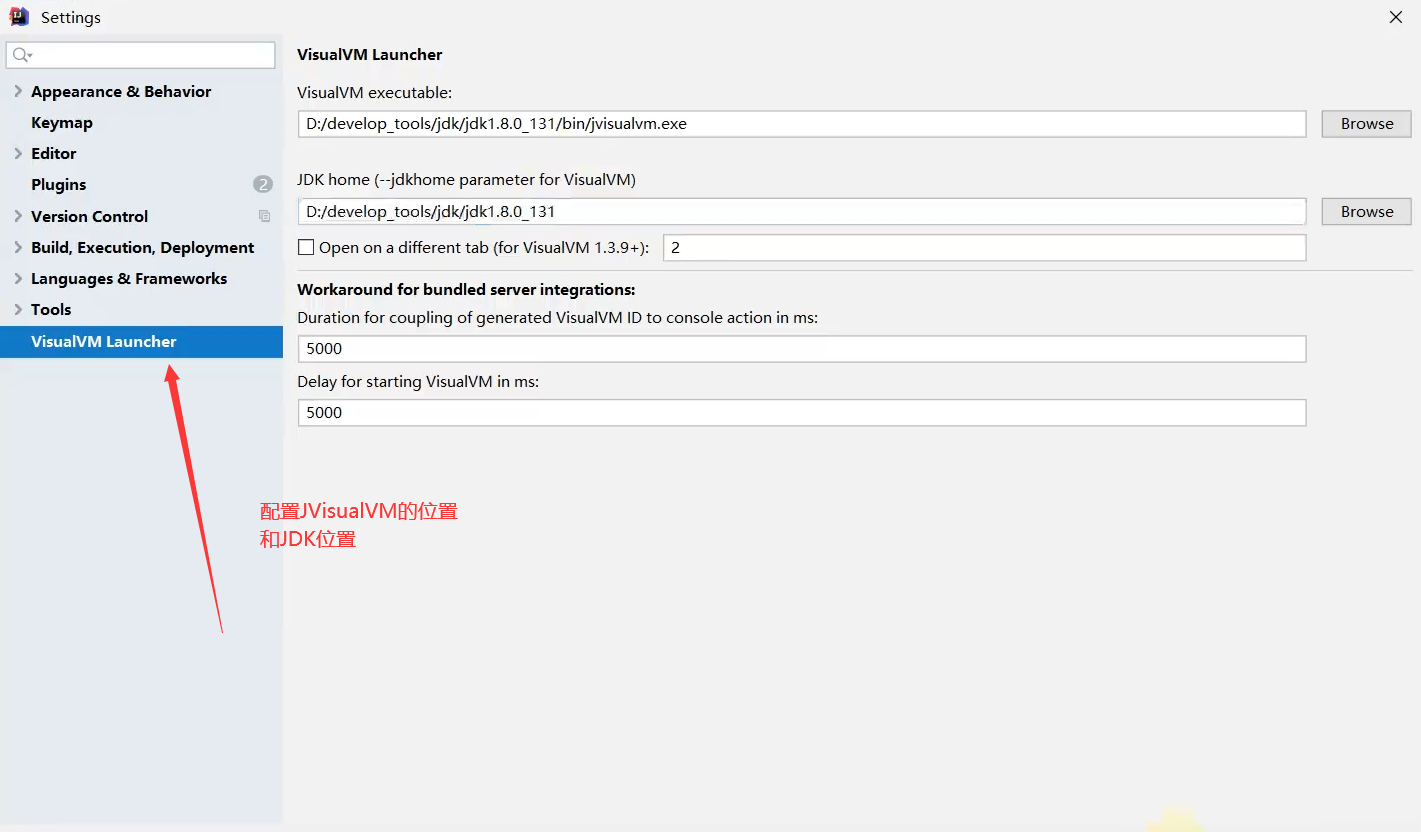 Settings
VisualVM Launcher
Appearance & Behavior
Keymap
Editor
Plugins
2
Version Control
Build, Execution, Deployment
Languages & Frameworks
Tools
VisualVM Launcher
VisualVM executable:
D:/develop_tools/jdk/jdk1.8.0_131/bin/jvisualvm.exe
Browse
JDK home (--jdkhome parameter for VisualVM)
D:/develop_tools/jdk/jdk1.8.0_131
Browse
Open on a different tab (for VisualVM 1.3.9+):
2
Workaround for bundled server integrations:
Duration for coupling of generated VisualVM ID to console action in ms:
5000
Delay for starting VisualVM in ms:
5000
配置JVisualVM的位置
和JDK位置